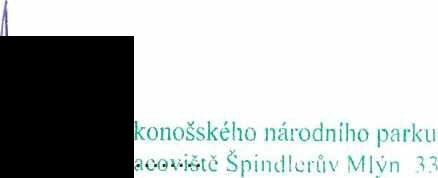 konošského národního parku
acoviště Špindlerův Mlýn 33